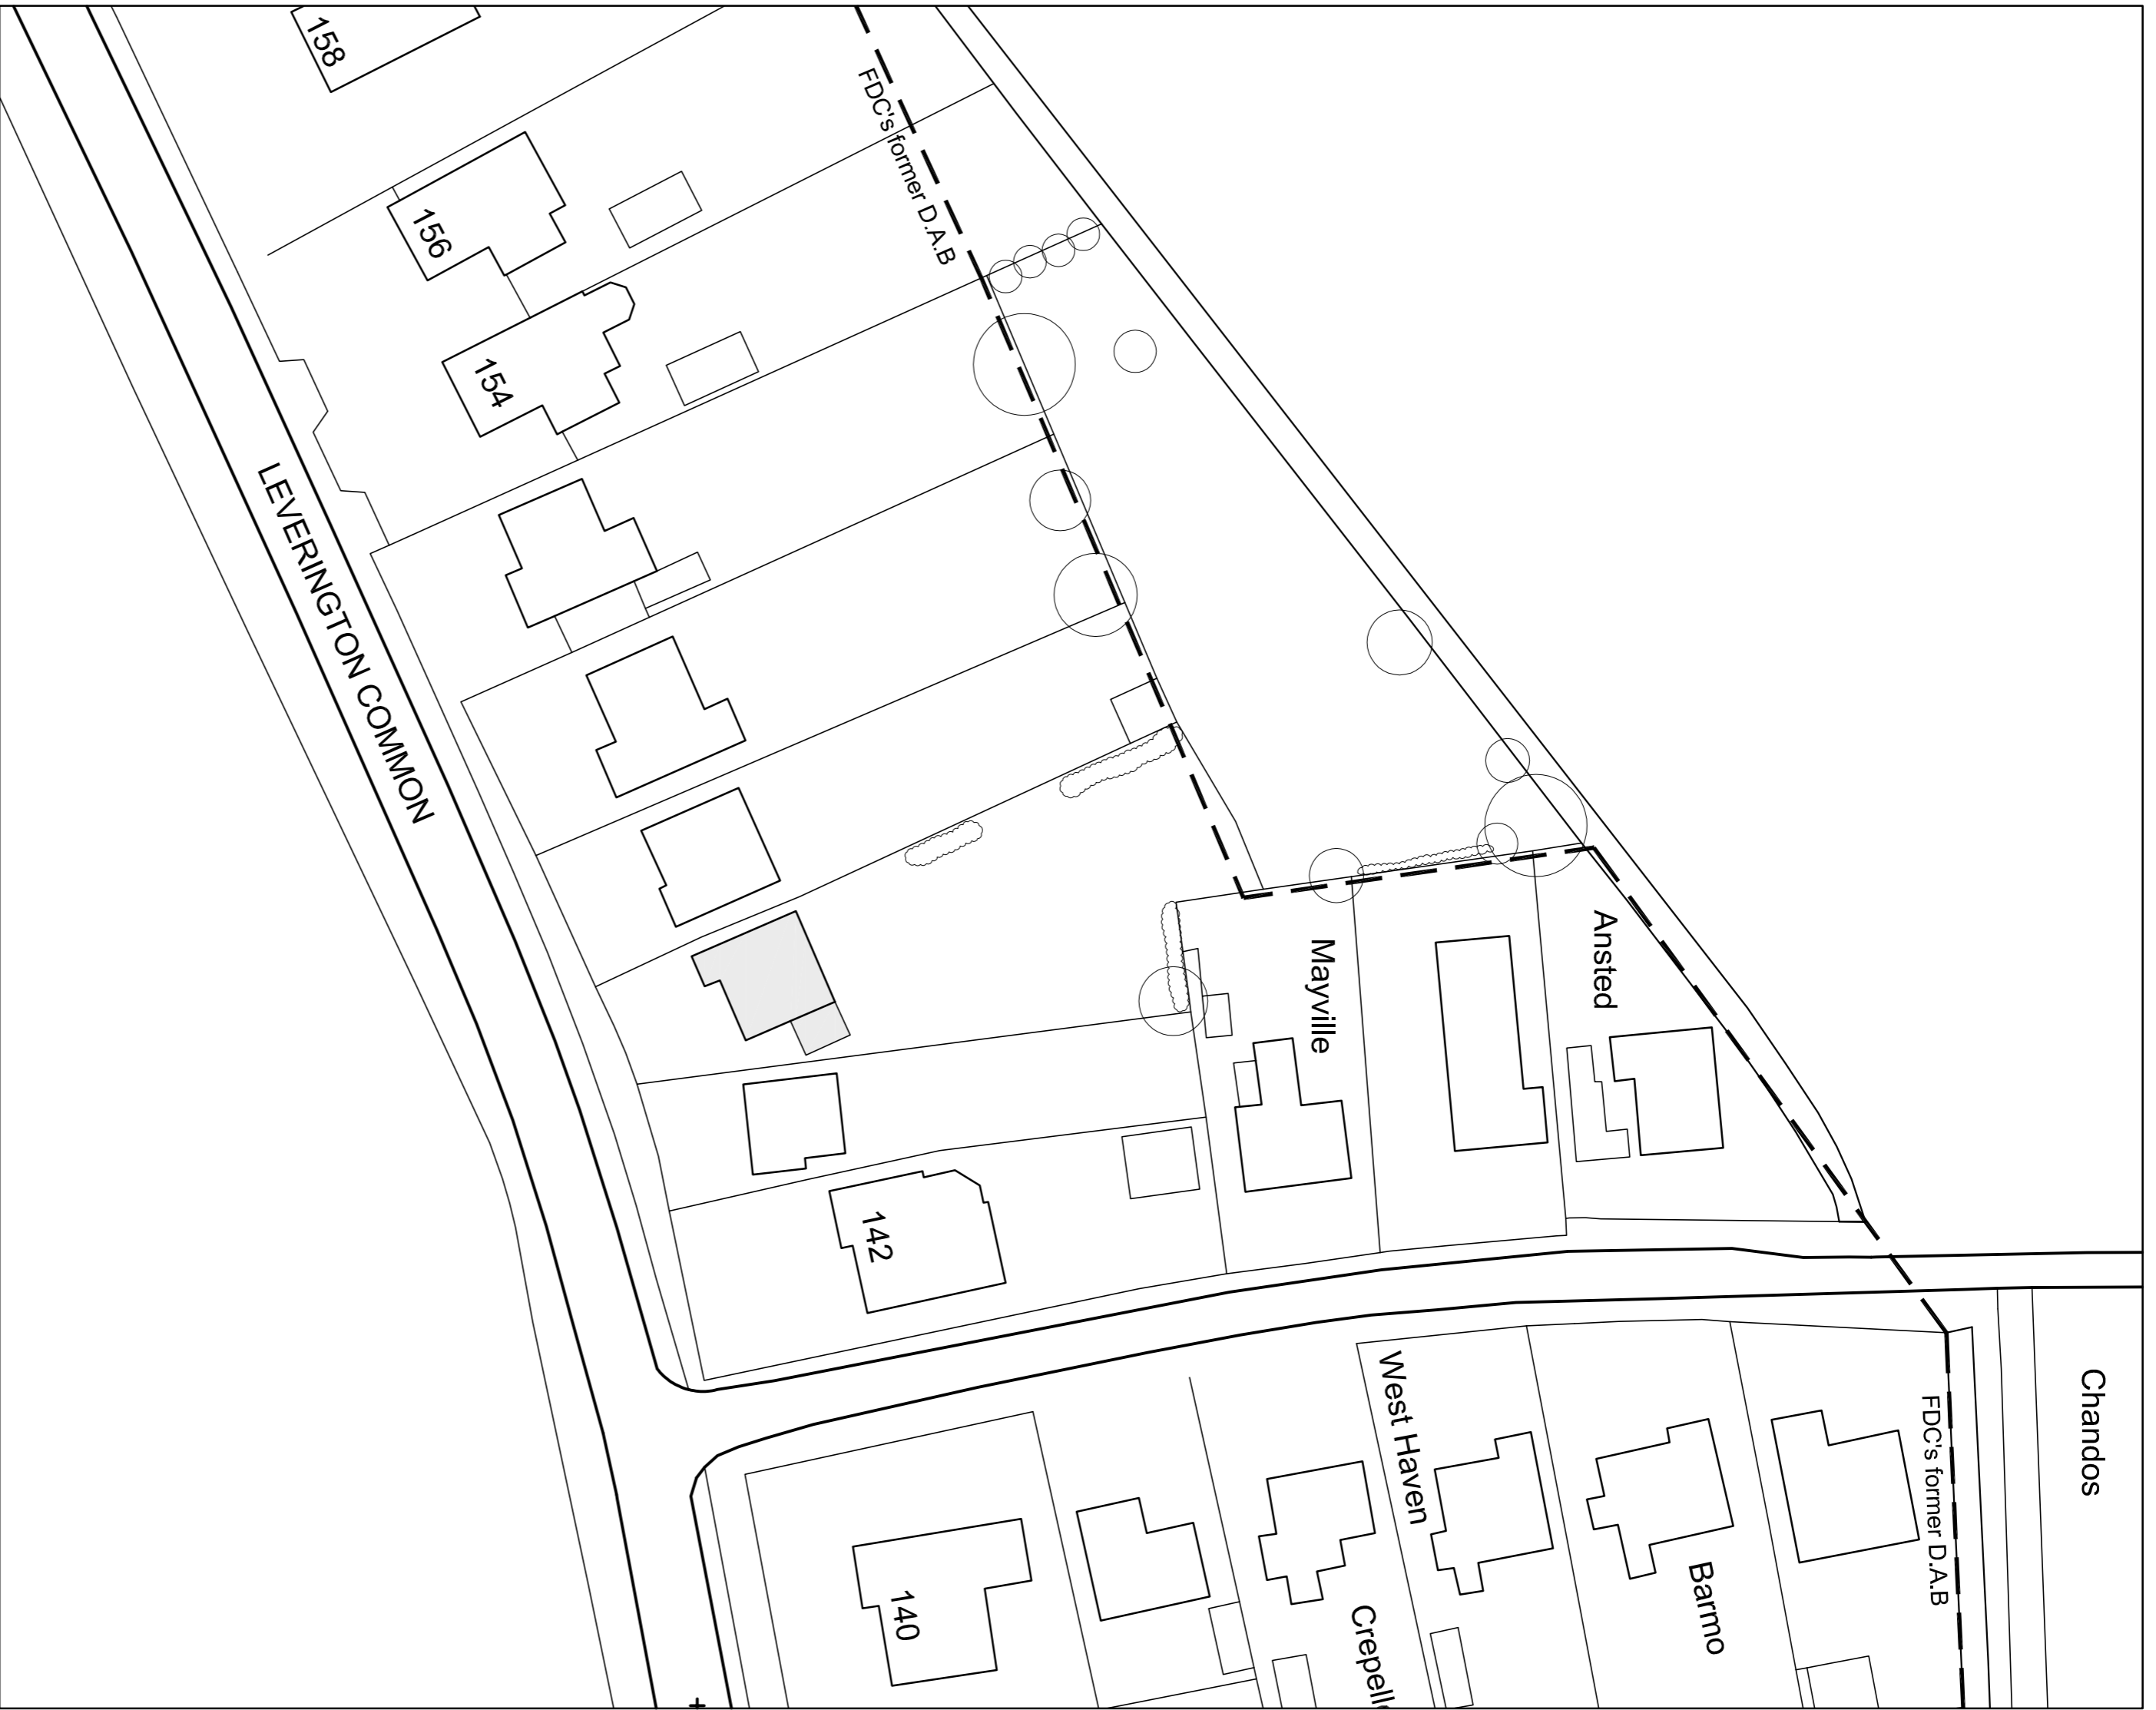 158
FDC's former D.A.B
156
154
LEVERINGTON COMMON
Mayville
Ansted
142
West Haven
Chandos
FDC's former D.A.B
140
Barmo